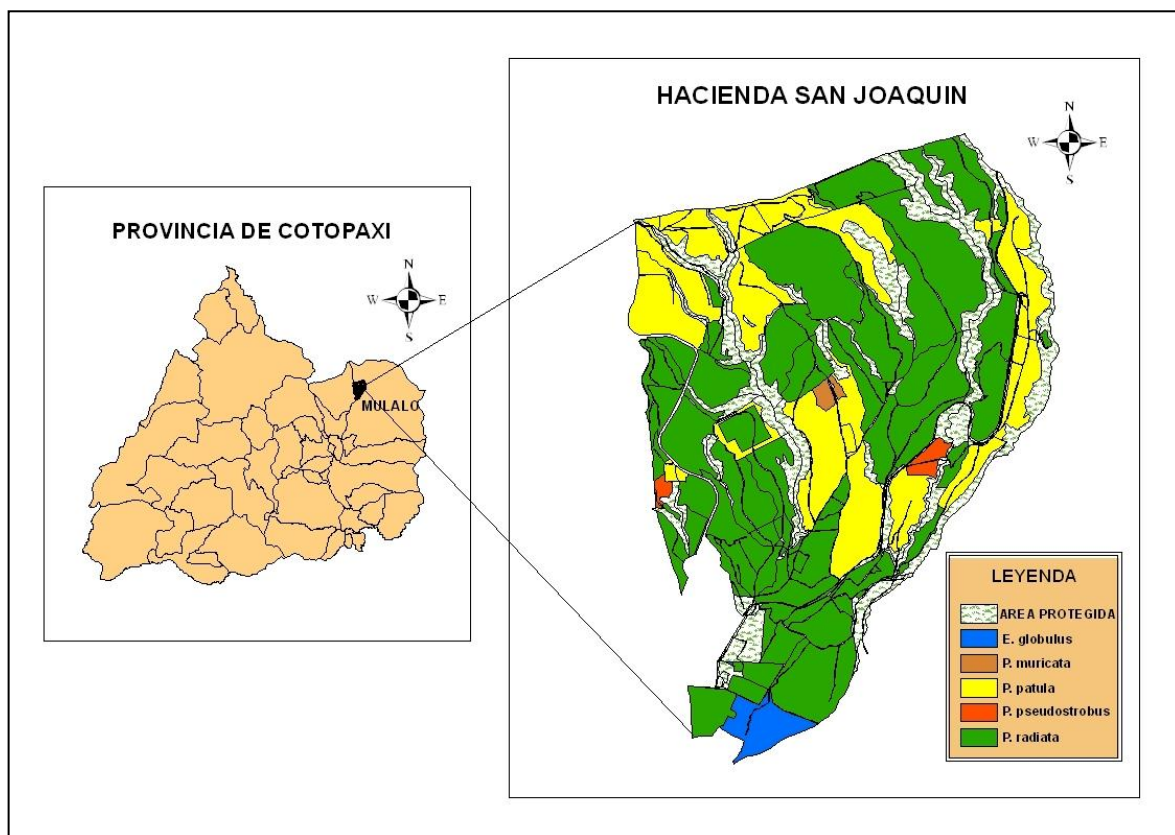 PROVINCIA DE COTOPAXI
N
W E
S
MULALO
HACIENDA SAN JOAQUIN
N
W E
S
LEYENDA
AREA PROTEGIDA
E. globulus
P. muricata
P. patula
P. pseudostrobus
P. radiata